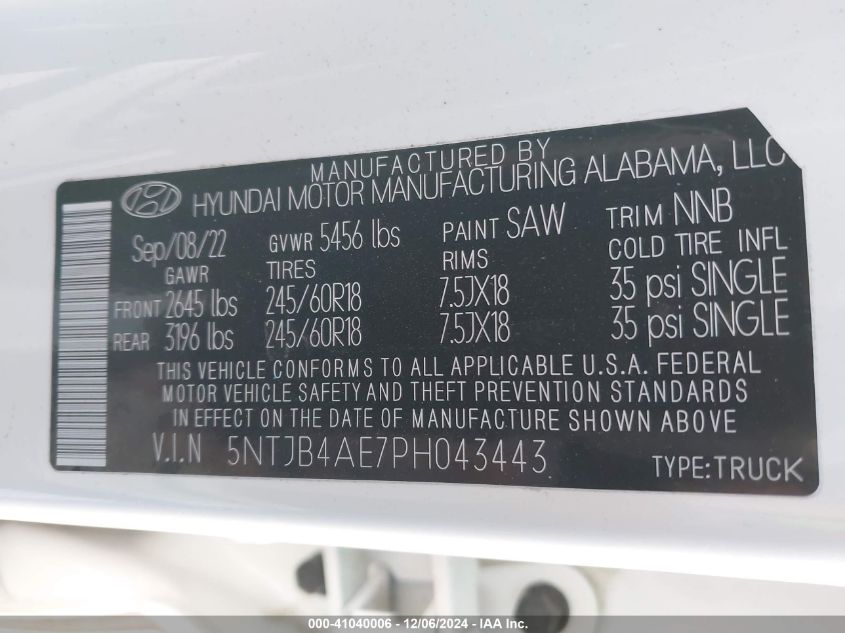 MANUFACTURED BY
HYUNDAI MOTOR MANUFACTURING ALABAMA, LLC
Sep/08/22 GVWR 5456 lbs PAINT SAW TRIM NNB
GAWR TIRES RIMS COLD TIRE INFL
FRONT 2645 lbs 245/60R18 7.5JX18 35 psi SINGLE
REAR 3196 lbs 245/60R18 7.5JX18 35 psi SINGLE
THIS VEHICLE CONFORMS TO ALL APPLICABLE U.S.A. FEDERAL
MOTOR VEHICLE SAFETY AND THEFT PREVENTION STANDARDS
IN EFFECT ON THE DATE OF MANUFACTURE SHOWN ABOVE
V.I.N 5NTJB4AE7PH043443 TYPE:TRUCK
000-41040006 - 12/06/2024 - IAA Inc.